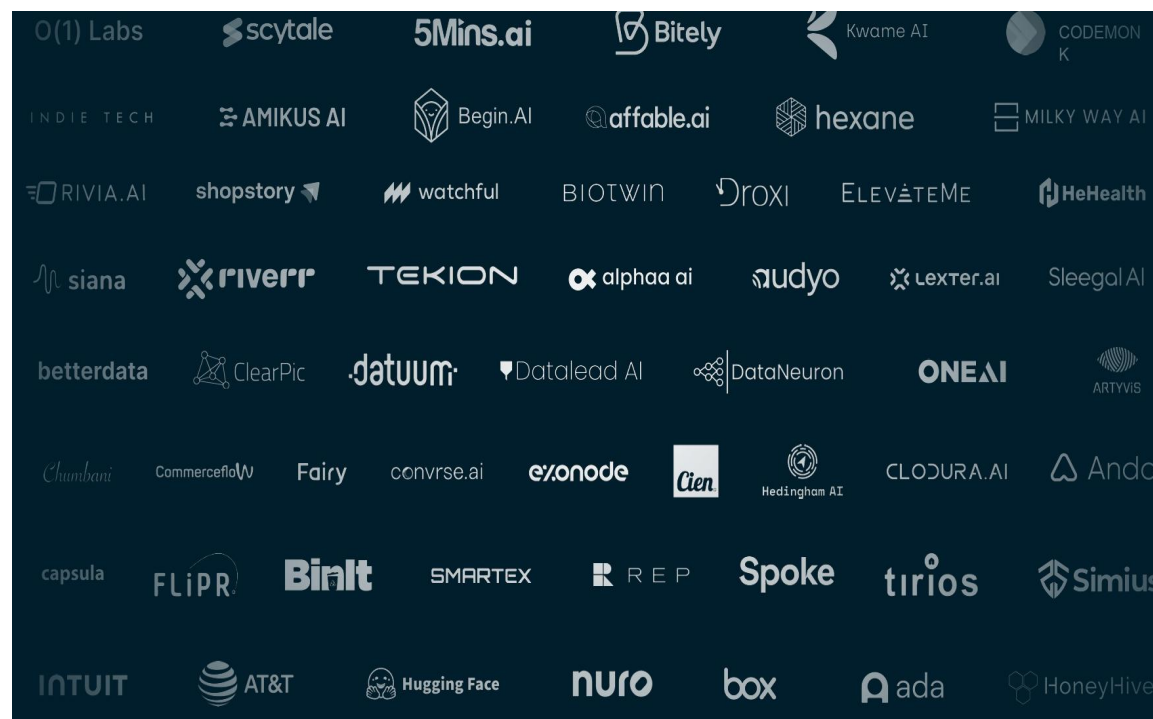 O(1) Labs scytale 5Mins.ai Bitely Kwame AI CODEMON
K
INDIE TECH AMIKUS AI Begin.AI affable.ai hexane MILKY WAY AI
RIVIA.AI shopstory watchful BIOTWIN Droxi ELEVATEME HeHealth
siana riverr TEKION alphaa ai audyo LEXTER.ai Sleegal AI
betterdata ClearPic datuum Datalead AI DataNeuron ONEAI ARTYViS
Chumbani Commerceflow Fairy convrse.ai exonode Cien Hedingham AI CLODURA.AI Ando
capsula FLiPR BinIt SMARTEX REP Spoke tirios Simius
INTUIT AT&T Hugging Face nuro box ada HoneyHive